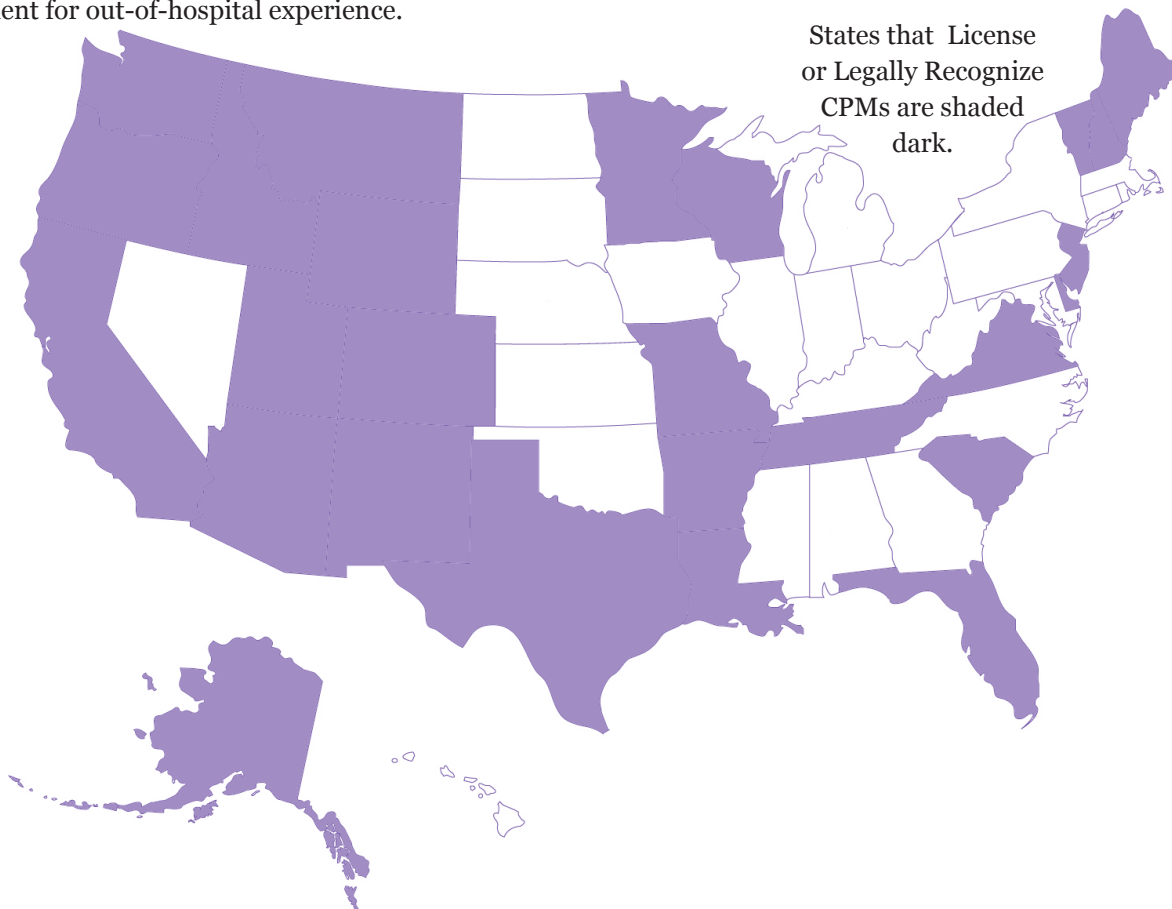 ent for out-of-hospital experience.
States that License
or Legally Recognize
CPMs are shaded
dark.